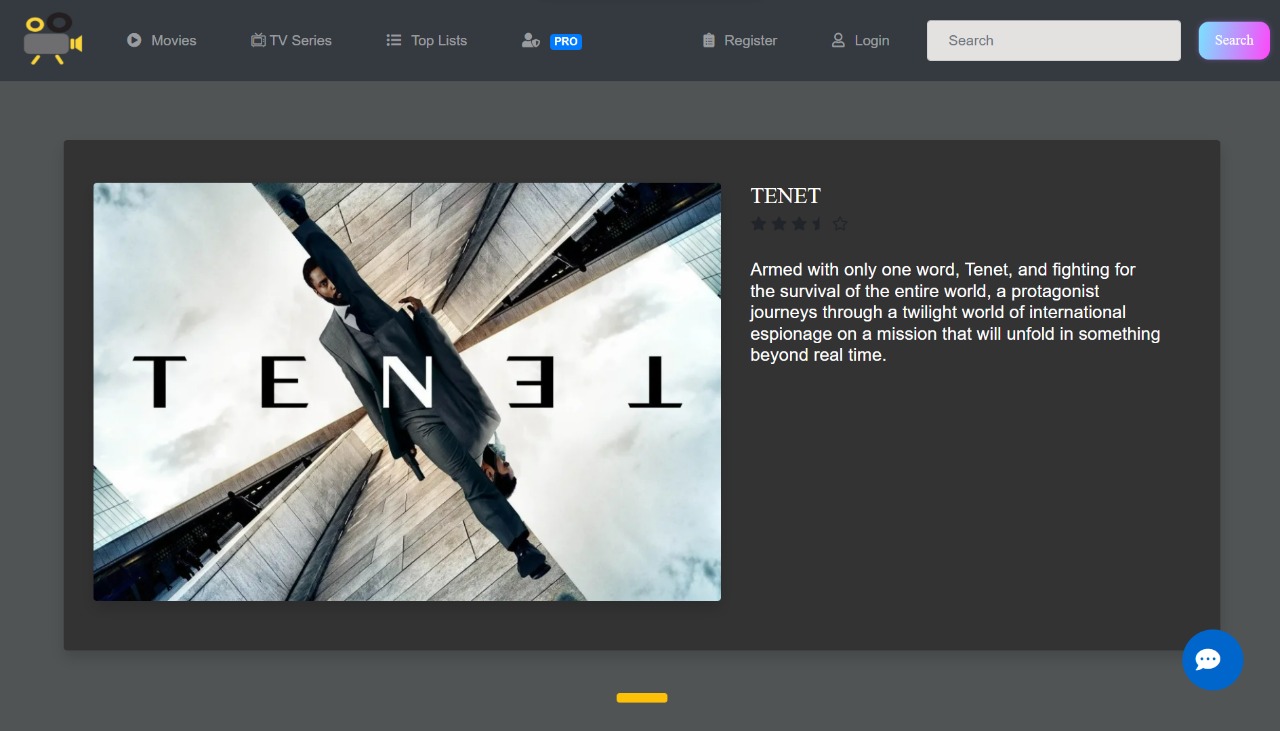 Movies
TV Series
Top Lists
PRO
Register
Login
Search
Search
TENET
TENET
Armed with only one word, Tenet, and fighting for
the survival of the entire world, a protagonist
journeys through a twilight world of international
espionage on a mission that will unfold in something
beyond real time.